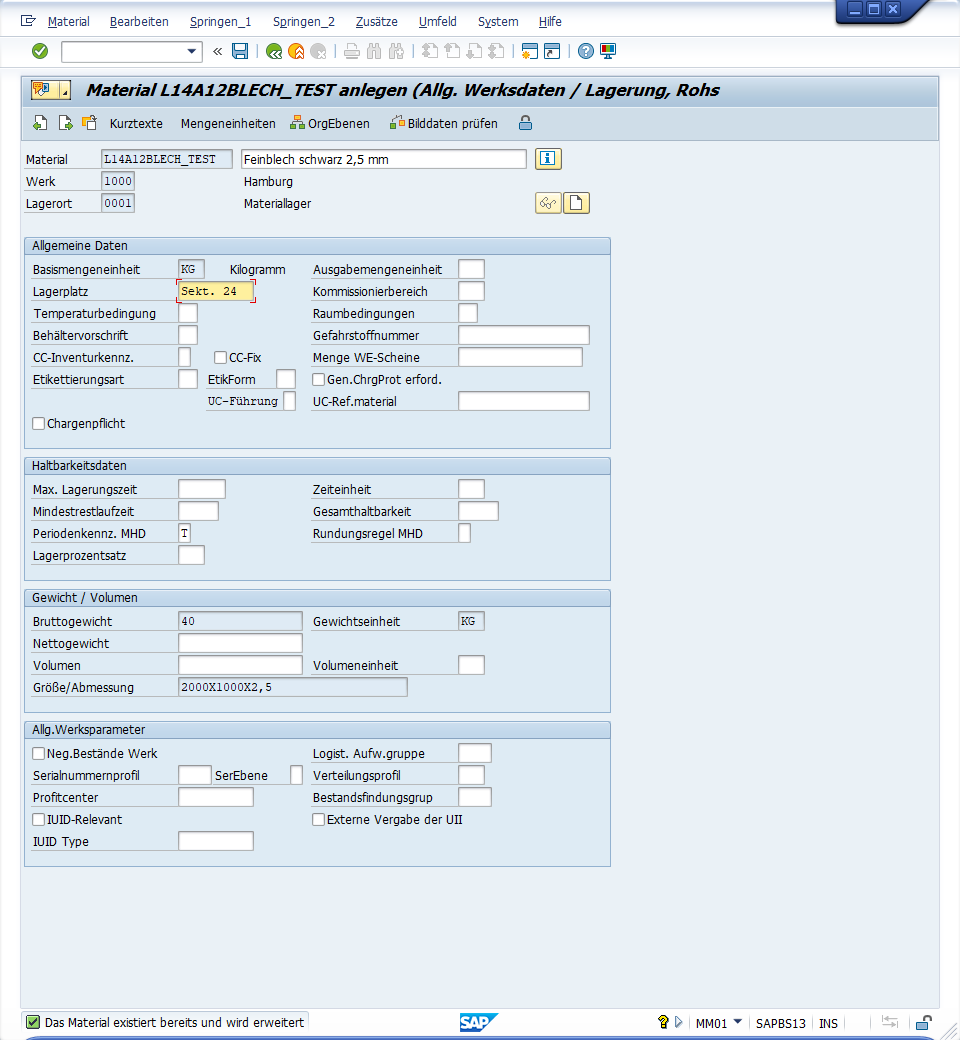 Material Bearbeiten Springen_1 Springen_2 Zusätze Umfeld System Hilfe
Material L14A12BLECH_TEST anlegen (Allg. Werksdaten / Lagerung, Rohs
Kurztexte Mengeneinheiten OrgEbenen Bilddaten prüfen
Material L14A12BLECH_TEST Feinblech schwarz 2,5 mm
Werk 1000 Hamburg
Lagerort 0001 Materiallager
Allgemeine Daten
Basismengeneinheit KG Kilogramm Ausgabemengeneinheit
Lagerplatz Sekt. 24 Kommissionierbereich
Temperaturbedingung Raumbedingungen
Behältervorschrift Gefahrstoffnummer
CC-Inventurkennz. CC-Fix Menge WE-Scheine
Etikettierungsart EtikForm Gen.ChrgProt erford.
UC-Führung UC-Ref.material
Chargenpflicht
Haltbarkeitsdaten
Max. Lagerungszeit Zeiteinheit
Mindestrestlaufzeit Gesamthaltbarkeit
Periodenkennz. MHD T Rundungsregel MHD
Lagerprozentsatz
Gewicht / Volumen
Bruttogewicht 40 Gewichtseinheit KG
Nettogewicht
Volumen Volumeneinheit
Größe/Abmessung 2000X1000X2,5
Allg.Werksparameter
Neg.Bestände Werk Logist. Aufw.gruppe
Serialnummernprofil SerEbene Verteilungsprofil
Profitcenter Bestandsfindungsgrup
IUID-Relevant Externe Vergabe der UII
IUID Type
Das Material existiert bereits und wird erweitert SAP MM01 SAPBS13 INS